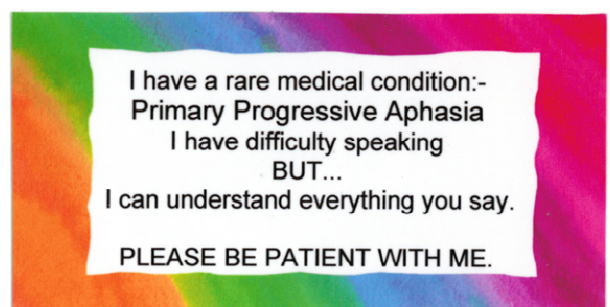 I have a rare medical condition:-
Primary Progressive Aphasia
I have difficulty speaking
BUT...
I can understand everything you say.
PLEASE BE PATIENT WITH ME.